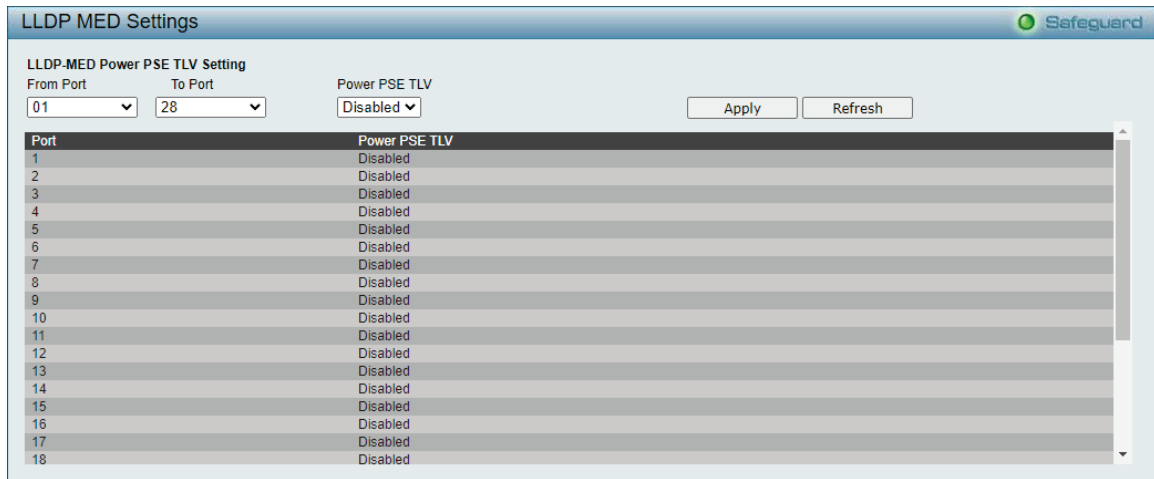 LLDP MED Settings
Safeguard
LLDP-MED Power PSE TLV Setting
From Port To Port Power PSE TLV
01 28 Disabled Apply Refresh
Port Power PSE TLV
1 Disabled
2 Disabled
3 Disabled
4 Disabled
5 Disabled
6 Disabled
7 Disabled
8 Disabled
9 Disabled
10 Disabled
11 Disabled
12 Disabled
13 Disabled
14 Disabled
15 Disabled
16 Disabled
17 Disabled
18 Disabled